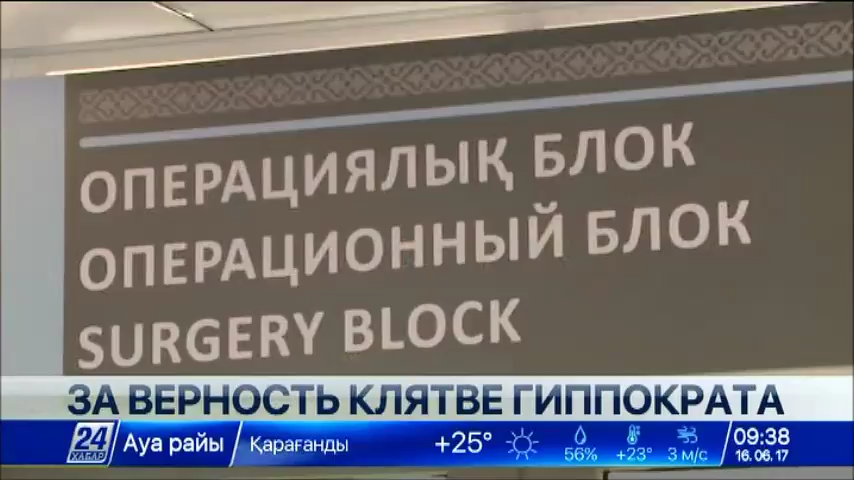 ОПЕРАЦИЯЛЫҚ БЛОК
ОПЕРАЦИОННЫЙ БЛОК
SURGERY BLOCK
ЗА ВЕРНОСТЬ КЛЯТВЕ ГИППОКРАТА
24 ХАБАР Ауа райы Қарағанды +25° 56% +23° 3 м/с 09:38 16.06.17